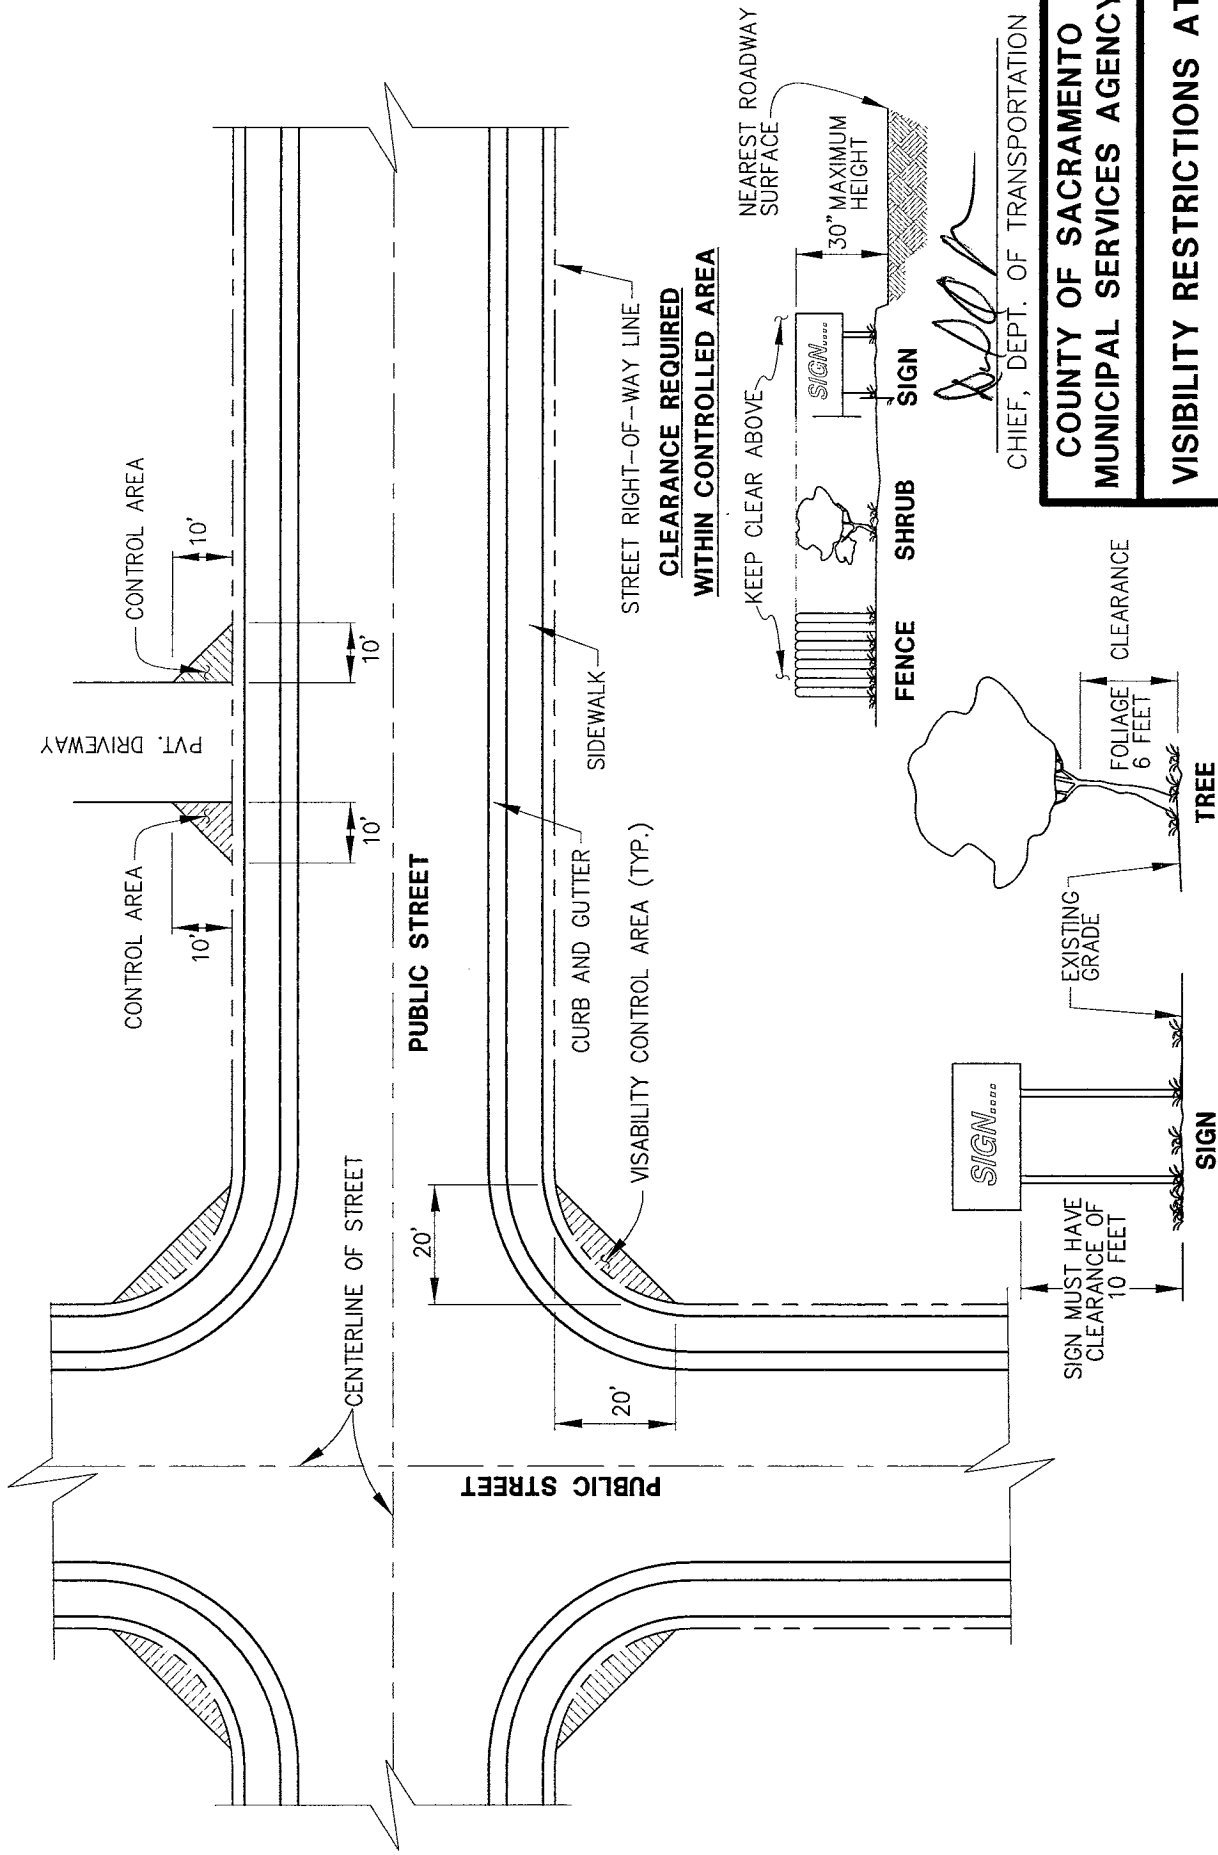 CENTERLINE OF STREET
PUBLIC STREET
PUBLIC STREET
20'
20'
CONTROL AREA
10'
10'
PVT. DRIVEWAY
CONTROL AREA
10'
10'
CURB AND GUTTER
VISABILITY CONTROL AREA (TYP.)
SIDEWALK
STREET RIGHT-OF-WAY LINE
CLEARANCE REQUIRED
WITHIN CONTROLLED AREA
KEEP CLEAR ABOVE
NEAREST ROADWAY
SURFACE
30" MAXIMUM
HEIGHT
SIGN....
FENCE
SHRUB
SIGN
SIGN MUST HAVE
CLEARANCE OF
10 FEET
SIGN....
SIGN
EXISTING
GRADE
FOLIAGE CLEARANCE
6 FEET
TREE
CHIEF, DEPT. OF TRANSPORTATION
COUNTY OF SACRAMENTO
MUNICIPAL SERVICES AGENCY
VISIBILITY RESTRICTIONS AT